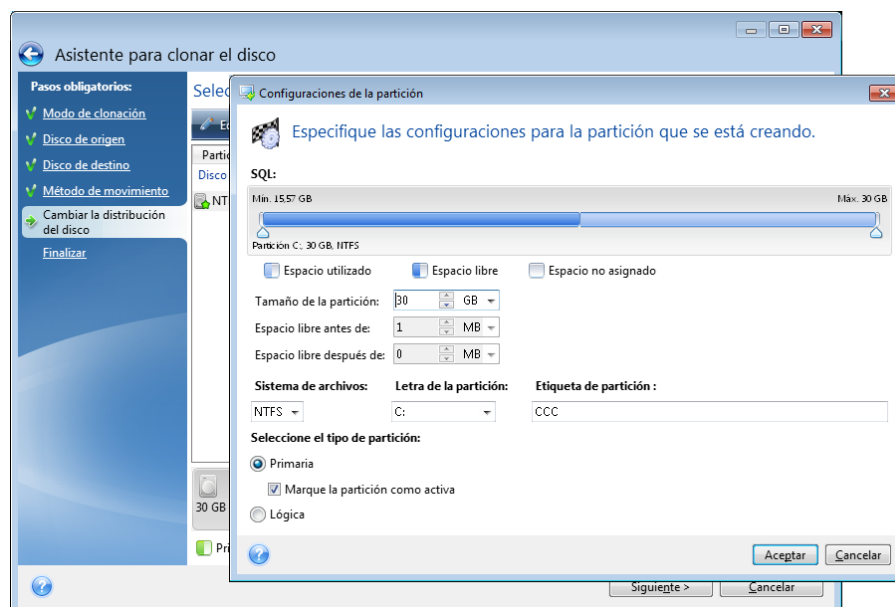 Asistente para clonar el disco
Pasos obligatorios:
Modo de clonación
Disco de origen
Disco de destino
Método de movimiento
Cambiar la distribución
del disco
Finalizar
Selec
Ed
Partic
Disco
NT
30 GB
Pri
Configuraciones de la partición
Especifique las configuraciones para la partición que se está creando.
SQL:
Mín. 15,57 GB
Máx. 30 GB
Partición C:, 30 GB, NTFS
Espacio utilizado
Espacio libre
Espacio no asignado
Tamaño de la partición: 30 GB
Espacio libre antes de: 1 MB
Espacio libre después de: 0 MB
Sistema de archivos: Letra de la partición: Etiqueta de partición :
NTFS C: CCC
Seleccione el tipo de partición:
Primaria
Marque la partición como activa
Lógica
Aceptar Cancelar
Siguiente > Cancelar